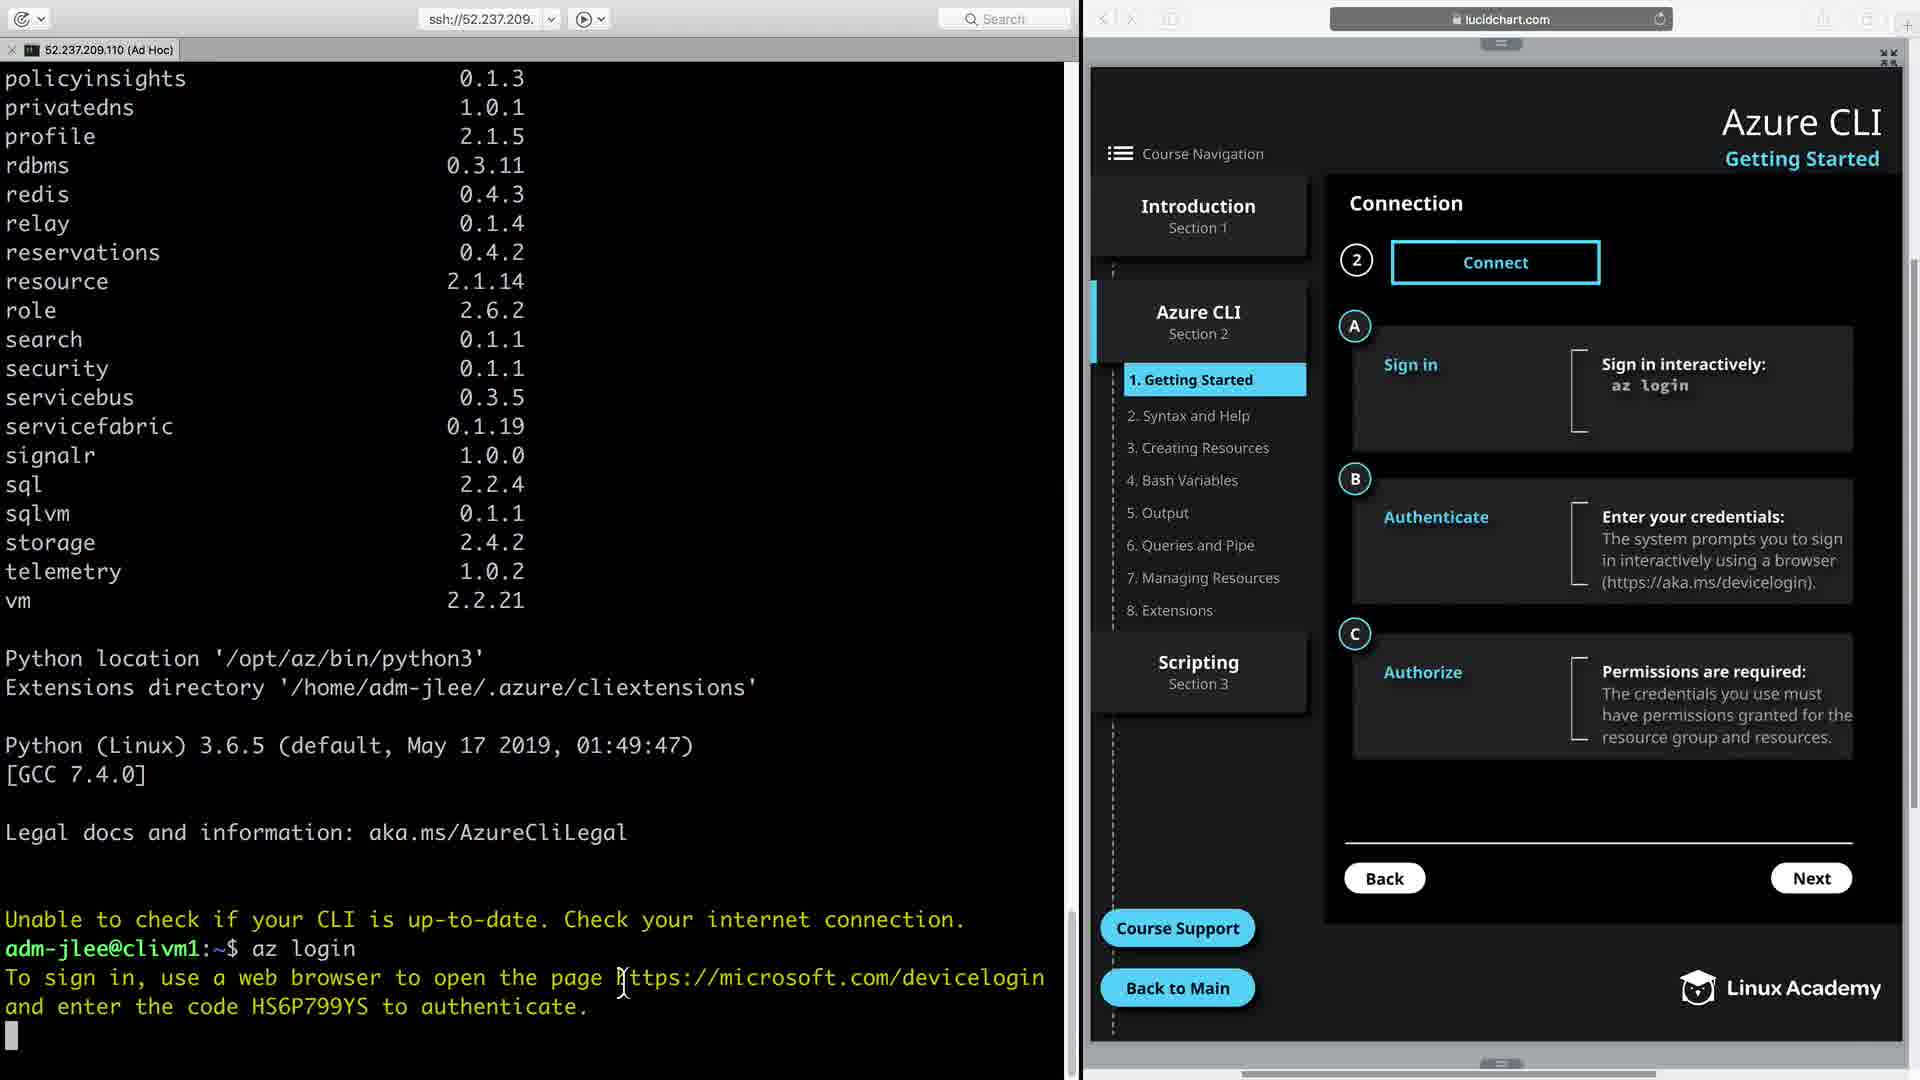 ssh://52.237.209.
Search
52.237.209.110 (Ad Hoc)
policyinsights 0.1.3
privatedns 1.0.1
profile 2.1.5
rdbms 0.3.11
redis 0.4.3
relay 0.1.4
reservations 0.4.2
resource 2.1.14
role 2.6.2
search 0.1.1
security 0.1.1
servicebus 0.3.5
servicefabric 0.1.19
signalr 1.0.0
sql 2.2.4
sqlvm 0.1.1
storage 2.4.2
telemetry 1.0.2
vm 2.2.21
Python location '/opt/az/bin/python3'
Extensions directory '/home/adm-jlee/.azure/cliextensions'
Python (Linux) 3.6.5 (default, May 17 2019, 01:49:47)
[GCC 7.4.0]
Legal docs and information: aka.ms/AzureCliLegal
Unable to check if your CLI is up-to-date. Check your internet connection.
adm-jlee@clivm1:~$ az login
To sign in, use a web browser to open the page https://microsoft.com/devicelogin
and enter the code HS6P799YS to authenticate.
lucidchart.com
Azure CLI
Getting Started
Course Navigation
Introduction
Section 1
Azure CLI
Section 2
1. Getting Started
2. Syntax and Help
3. Creating Resources
4. Bash Variables
5. Output
6. Queries and Pipe
7. Managing Resources
8. Extensions
Scripting
Section 3
Course Support
Back to Main
Connection
2
Connect
A
Sign in
Sign in interactively:
az login
B
Authenticate
Enter your credentials:
The system prompts you to sign
in interactively using a browser
(https://aka.ms/devicelogin).
C
Authorize
Permissions are required:
The credentials you use must
have permissions granted for the
resource group and resources.
Back
Next
Linux Academy